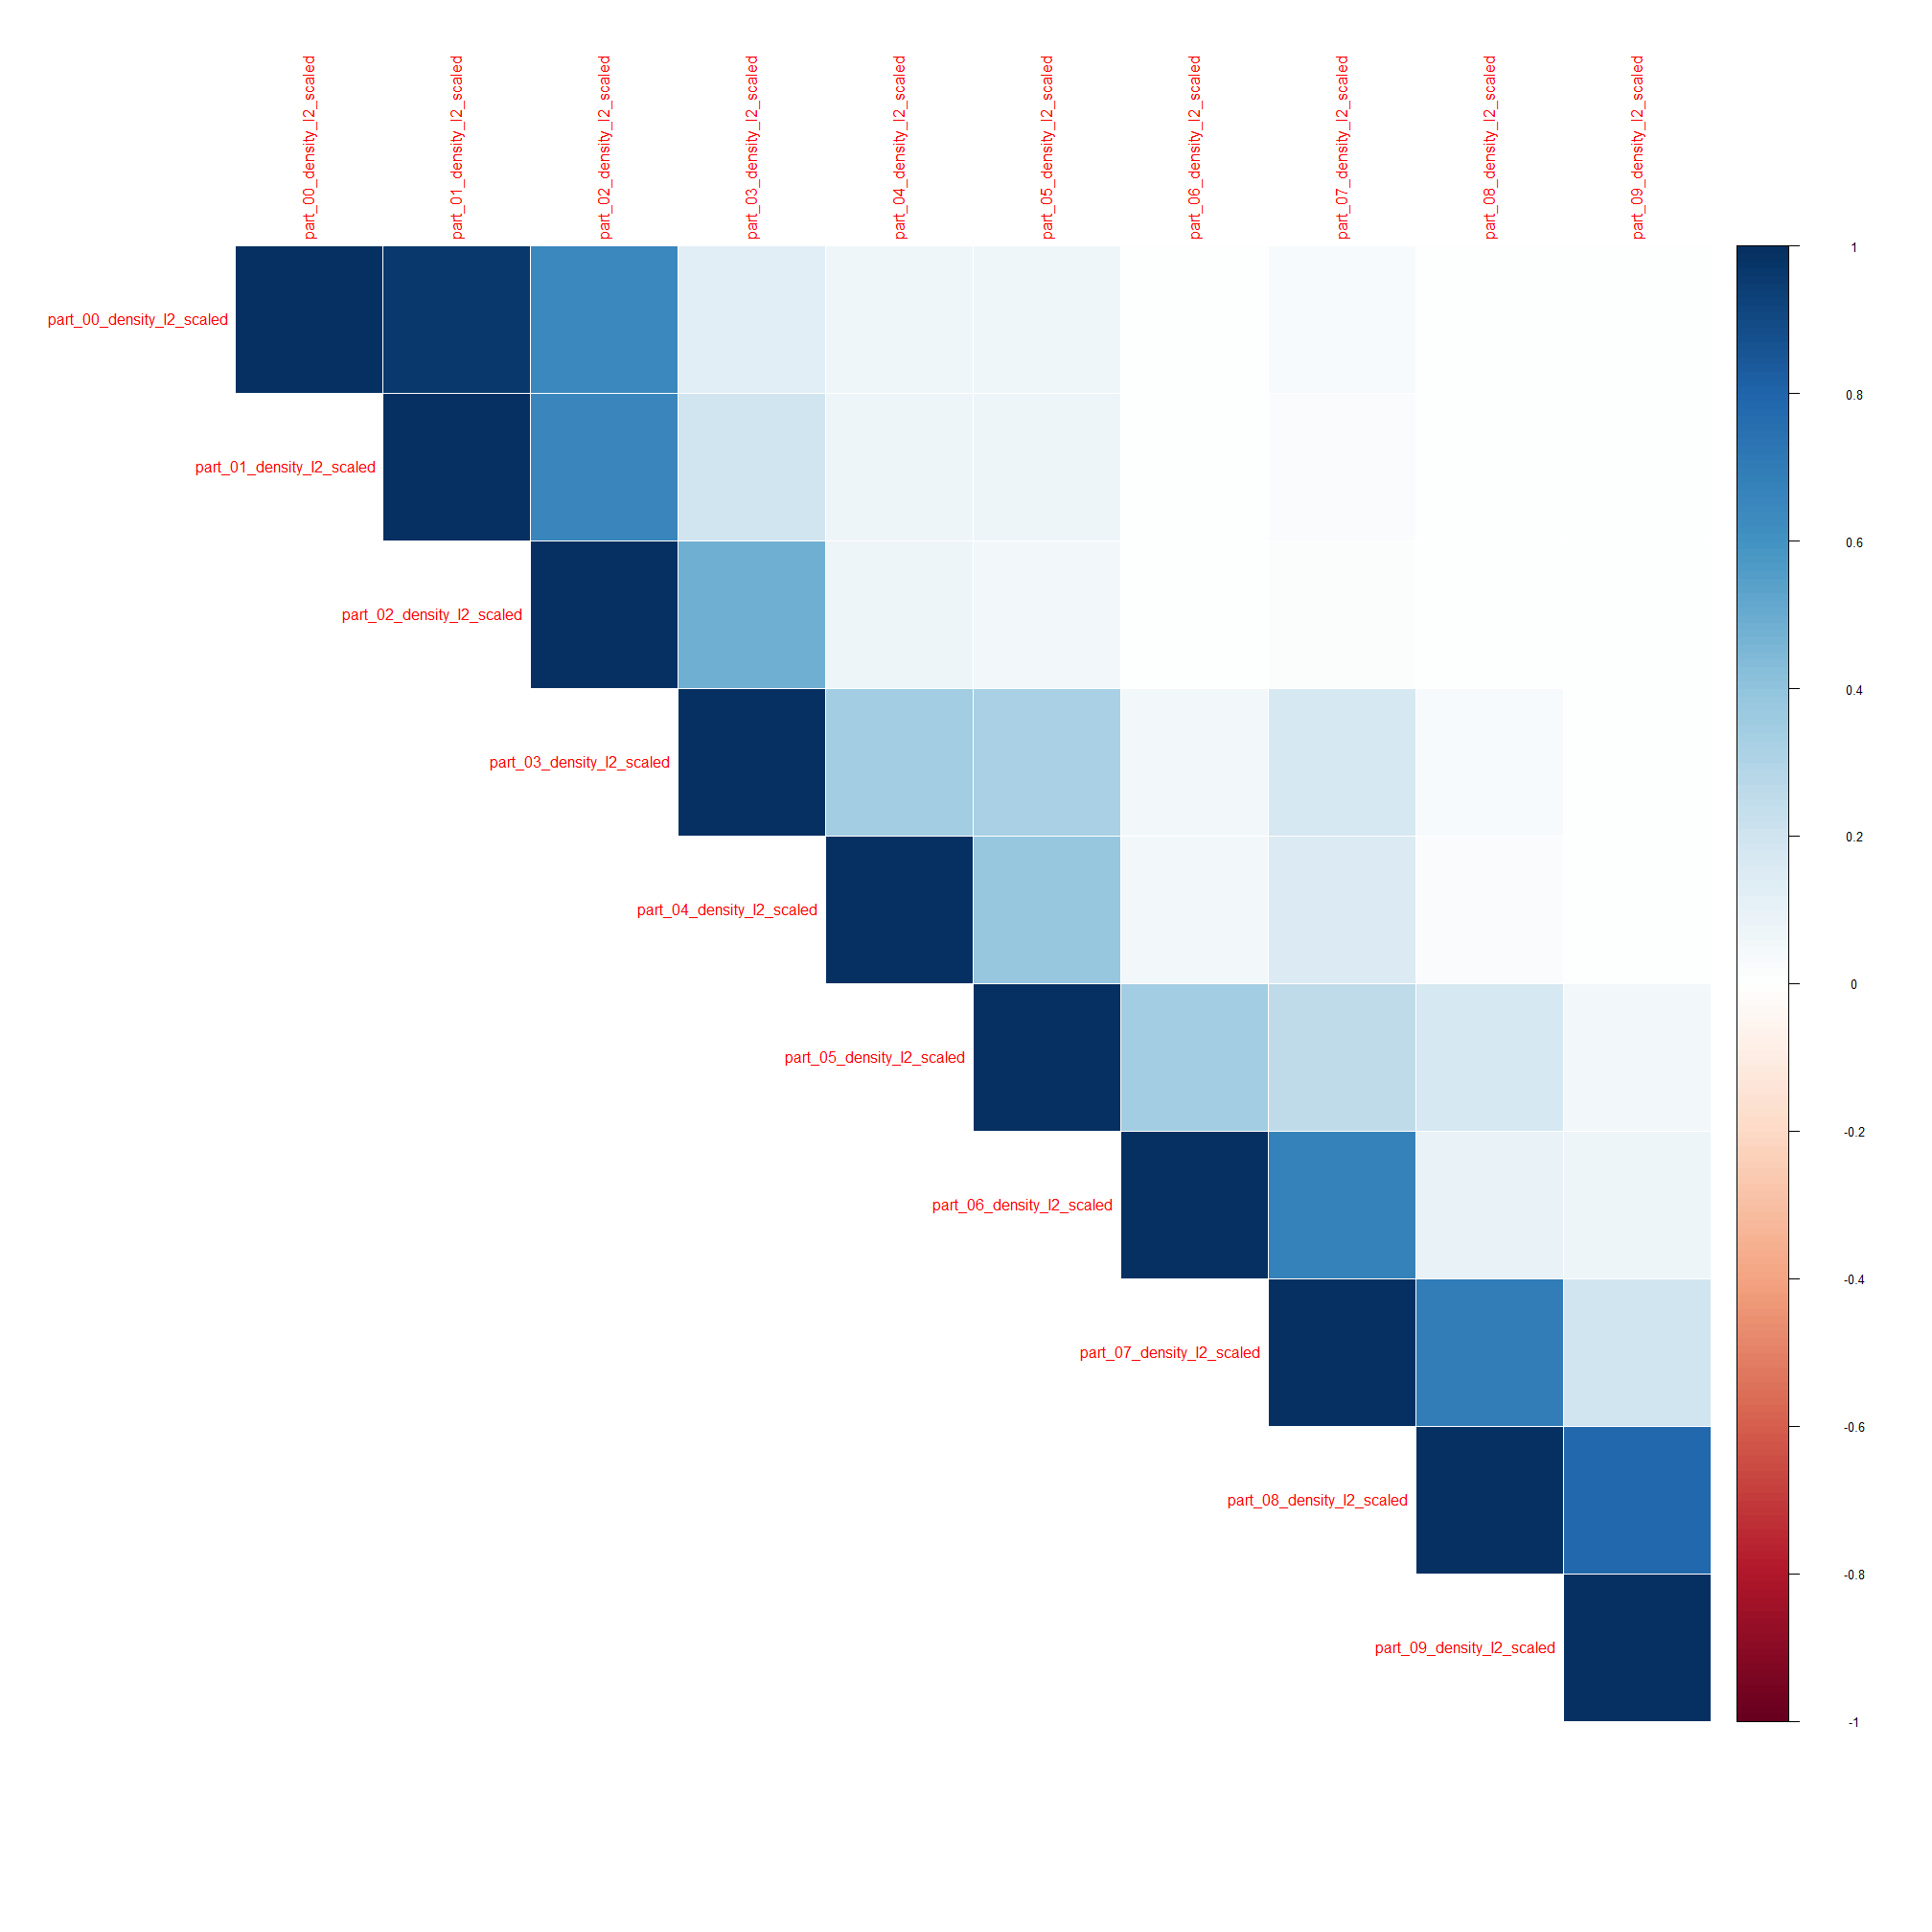 part_00_density_l2_scaled
part_01_density_l2_scaled
part_02_density_l2_scaled
part_03_density_l2_scaled
part_04_density_l2_scaled
part_05_density_l2_scaled
part_06_density_l2_scaled
part_07_density_l2_scaled
part_08_density_l2_scaled
part_09_density_l2_scaled
part_00_density_l2_scaled
part_01_density_l2_scaled
part_02_density_l2_scaled
part_03_density_l2_scaled
part_04_density_l2_scaled
part_05_density_l2_scaled
part_06_density_l2_scaled
part_07_density_l2_scaled
part_08_density_l2_scaled
part_09_density_l2_scaled
1
0.8
0.6
0.4
0.2
0
-0.2
-0.4
-0.6
-0.8
-1